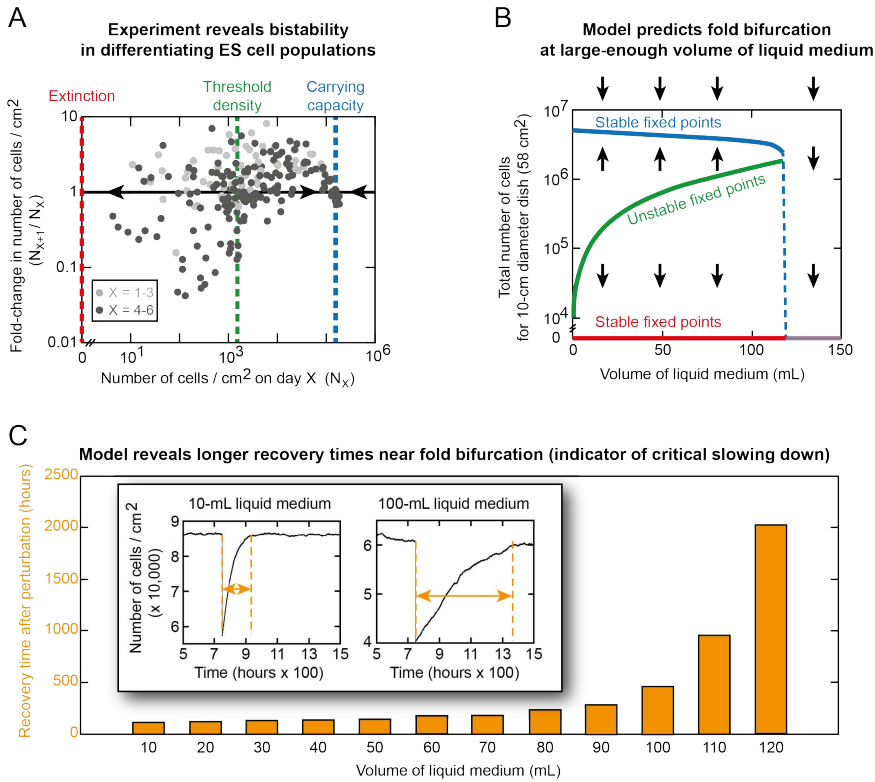 A
Experiment reveals bistability
in differentiating ES cell populations
Extinction
Threshold
density
Carrying
capacity
Fold-change in number of cells / cm2
(N_X+1 / N_X)
10
1
0.1
0.01
X = 1-3
X = 4-6
0
10^1
10^3
10^6
Number of cells / cm2 on day X (N_X)
B
Model predicts fold bifurcation
at large-enough volume of liquid medium
Total number of cells
for 10-cm diameter dish (58 cm^2)
10^7
10^6
10^5
10^4
0
Stable fixed points
Unstable fixed points
Stable fixed points
0
50
100
150
Volume of liquid medium (mL)
C
Model reveals longer recovery times near fold bifurcation (indicator of critical slowing down)
Recovery time after perturbation (hours)
2500
2000
1500
1000
500
0
10-mL liquid medium
Number of cells / cm^2
(x 10,000)
9
8
7
6
5
7
9
11
13
15
Time (hours x 100)
100-mL liquid medium
6
5
4
5
7
9
11
13
15
Time (hours x 100)
10
20
30
40
50
60
70
80
90
100
110
120
Volume of liquid medium (mL)